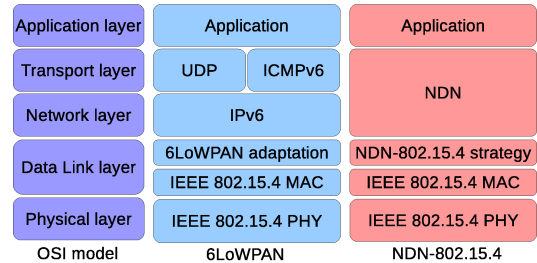 Application layer
Application
Application
Transport layer
UDP
ICMPv6
NDN
Network layer
IPv6
Data Link layer
6LoWPAN adaptation
NDN-802.15.4 strategy
IEEE 802.15.4 MAC
IEEE 802.15.4 MAC
Physical layer
IEEE 802.15.4 PHY
IEEE 802.15.4 PHY
OSI model
6LoWPAN
NDN-802.15.4